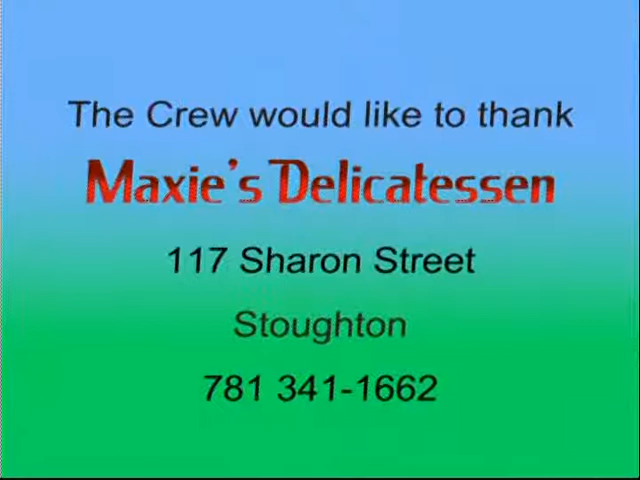 The Crew would like to thank
Maxie's Delicatessen
117 Sharon Street
Stoughton
781 341-1662